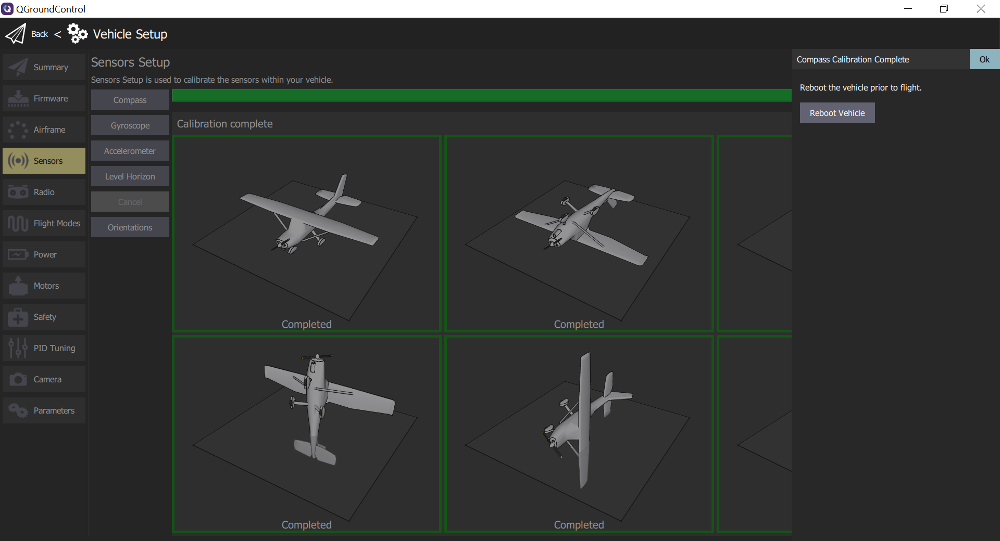 QGroundControl
Back < Vehicle Setup
Summary
Firmware
Airframe
Sensors
Radio
Flight Modes
Power
Motors
Safety
PID Tuning
Camera
Parameters
Sensors Setup
Sensors Setup is used to calibrate the sensors within your vehicle.
Compass
Gyroscope
Accelerometer
Level Horizon
Cancel
Orientations
Calibration complete
Completed
Completed
Completed
Completed
Compass Calibration Complete
Ok
Reboot the vehicle prior to flight.
Reboot Vehicle